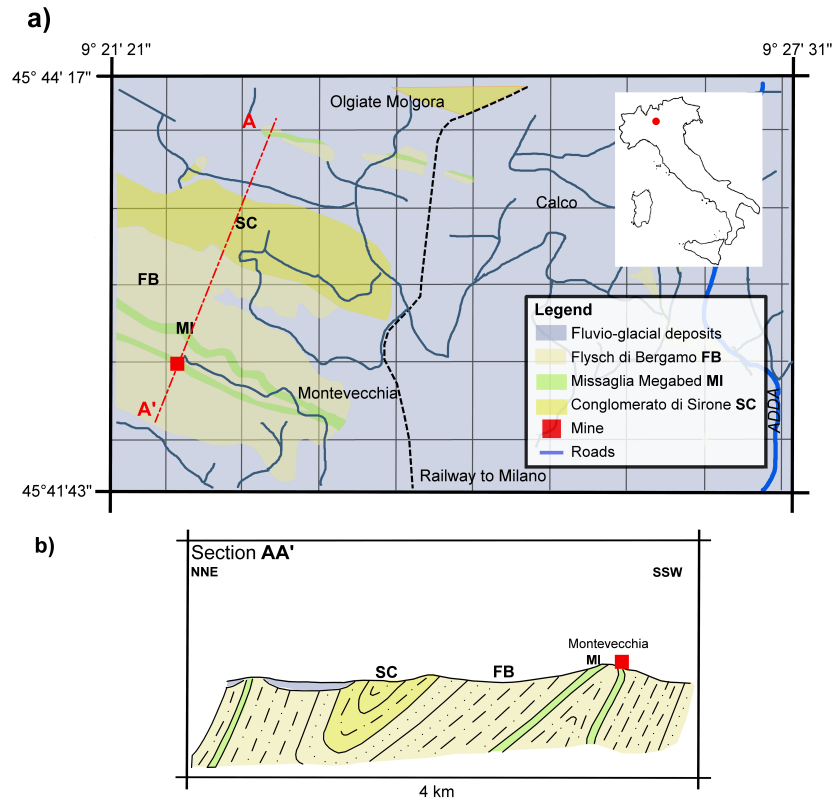 a)
9° 21' 21"
9° 27' 31"
45° 44' 17"
Olgiate Molgora
A
Calco
SC
FB
MI
Montevecchia
A'
Railway to Milano
45°41'43"
Legend
Fluvio-glacial deposits
Flysch di Bergamo FB
Missaglia Megabed MI
Conglomerato di Sirone SC
Mine
Roads
ADDA
b)
Section AA'
NNE
SSW
Montevecchia
SC
FB
MI
4 km